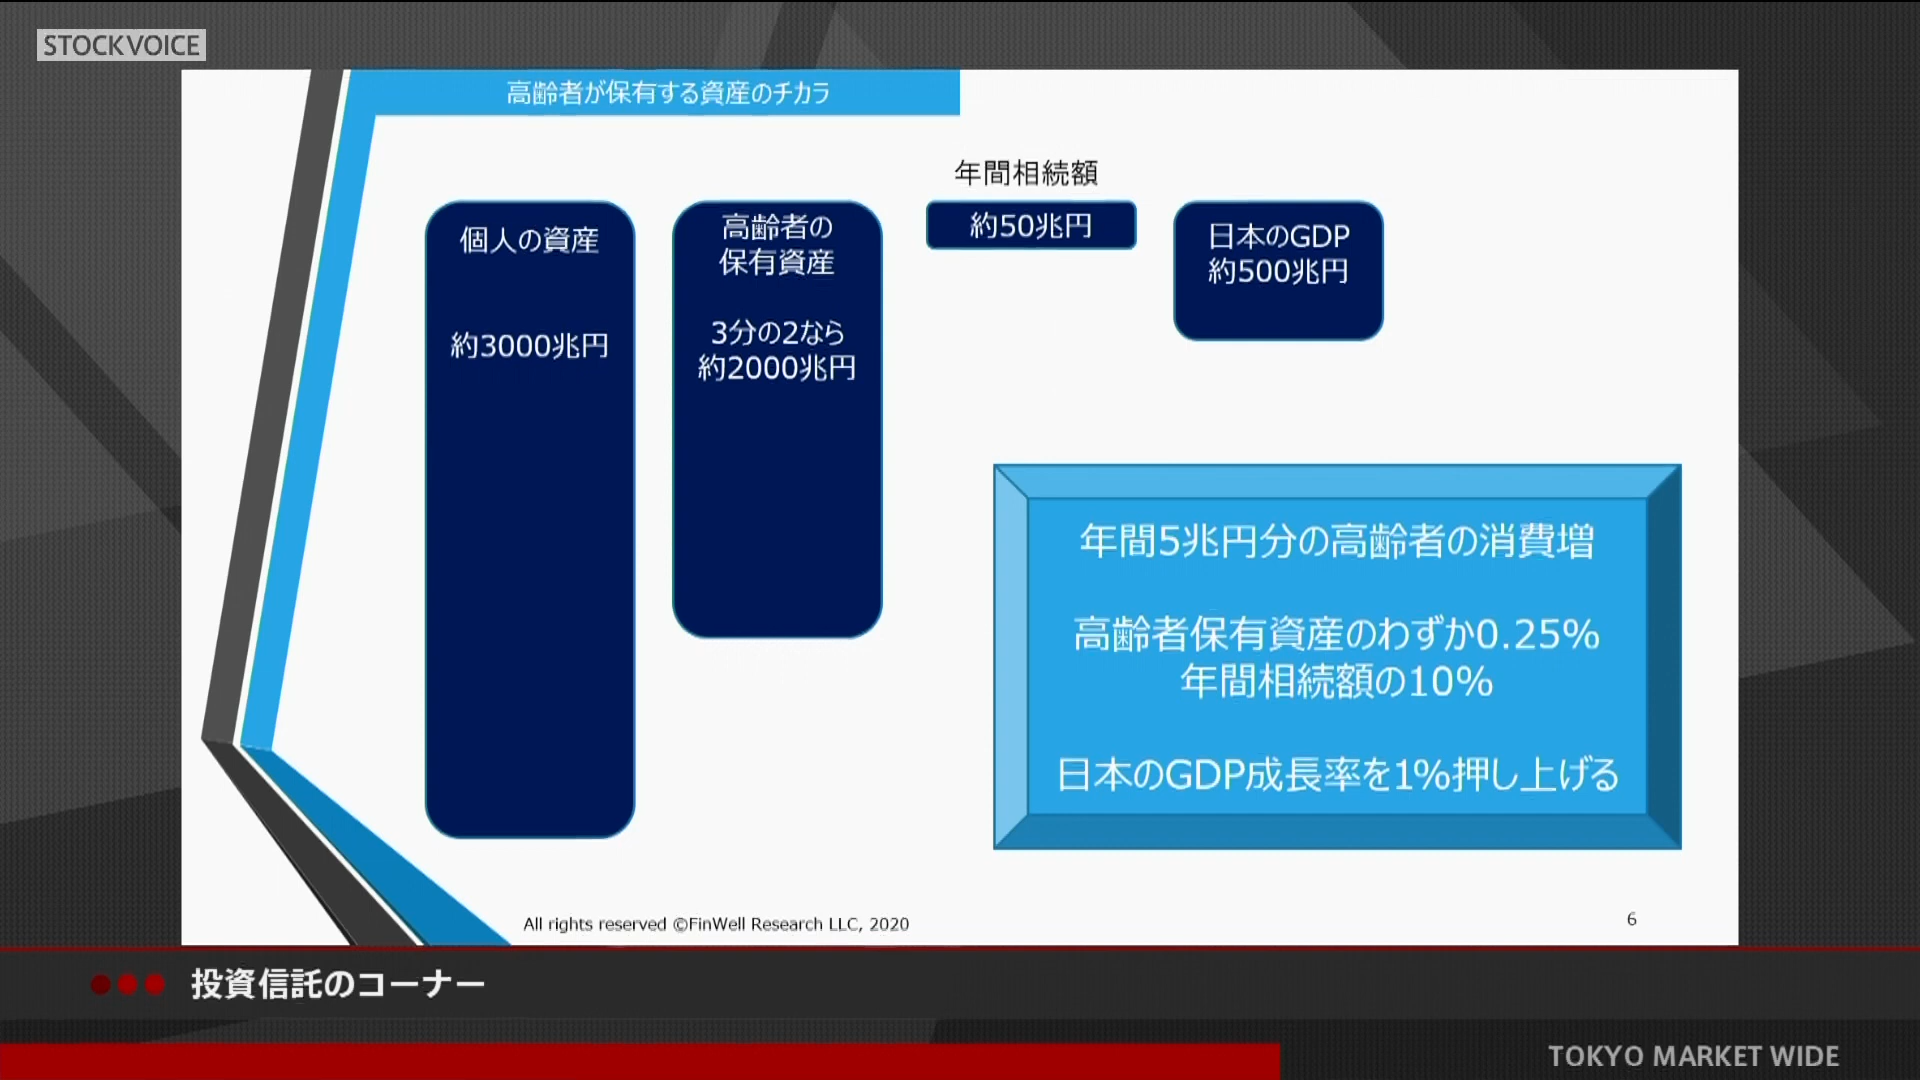 STOCKVOICE
高齢者が保有する資産のチカラ
個人の資産
約3000兆円
高齢者の
保有資産
3分の2なら
約2000兆円
年間相続額
約50兆円
日本のGDP
約500兆円
年間5兆円分の高齢者の消費増
高齢者保有資産のわずか0.25%
年間相続額の10%
日本のGDP成長率を1%押し上げる
All rights reserved ©FinWell Research LLC, 2020
6
投資信託のコーナー
TOKYO MARKET WIDE